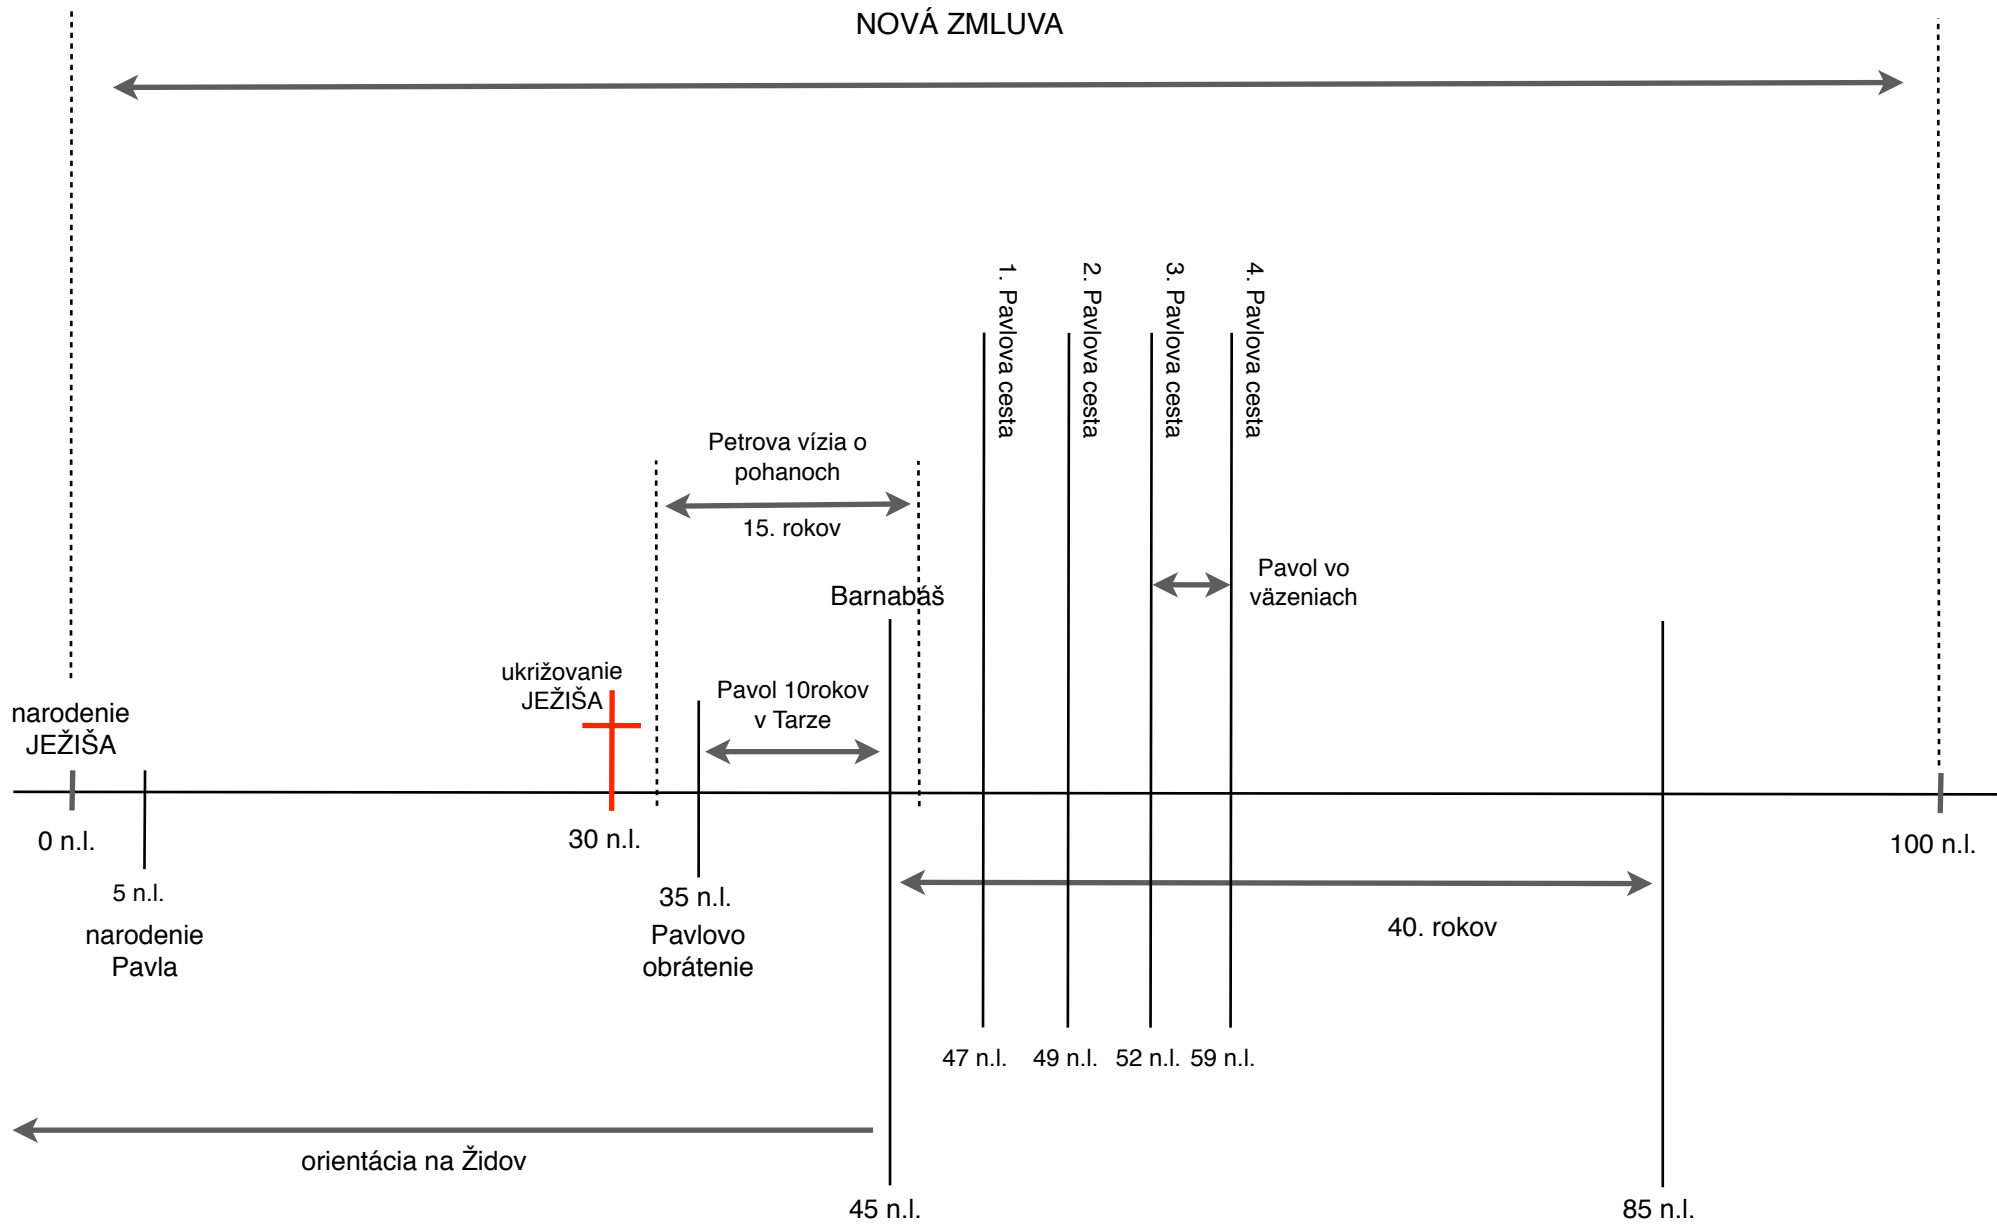 NOVÁ ZMLUVA
1. Pavlova cesta
2. Pavlova cesta
3. Pavlova cesta
4. Pavlova cesta
Petrova vízia o
pohanoch
15. rokov
Barnabáš
Pavol vo
väzeniach
ukrižovanie
JEŽIŠA
Pavol 10rokov
v Tarze
narodenie
JEŽIŠA
0 n.l.
30 n.l.
100 n.l.
5 n.l.
narodenie
Pavla
35 n.l.
Pavlovo
obrátenie
40. rokov
47 n.l.
49 n.l.
52 n.l.
59 n.l.
orientácia na Židov
45 n.l.
85 n.l.